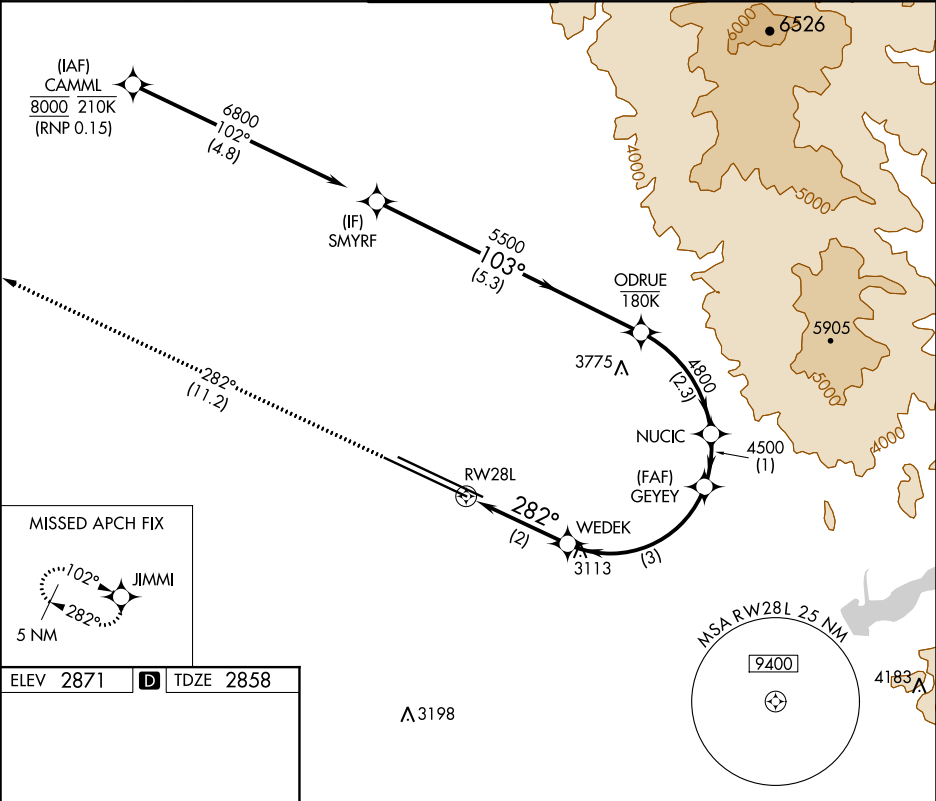 6000
6526
(IAF)
CAMML
8000 210K
(RNP 0.15)
6800
102°
(4.8)
4000
5000
(IF)
SMYRF
5500
103°
(5.3)
ODRUE
180K
5905
3775
4800
(2.3)
5000
282°
(11.2)
NUCIC
4500
(1)
4000
RW28L
(FAF)
GEYEY
282°
(2)
WEDEK
3113
(3)
MISSED APCH FIX
102°
JIMMI
282°
5 NM
MSA RW28L 25 NM
9400
4183
ELEV 2871 D TDZE 2858
3198